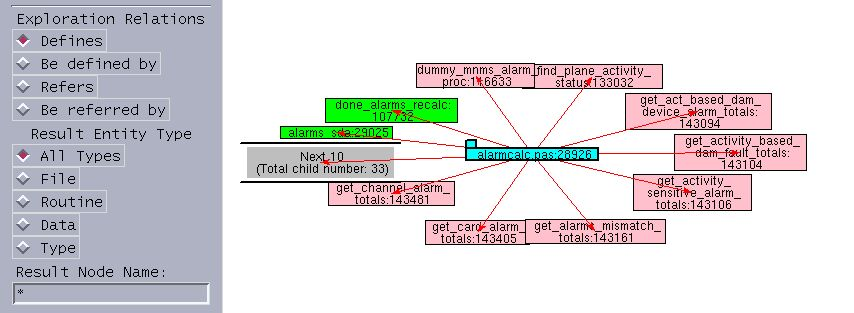 Exploration Relations
Defines
Be defined by
Refers
Be referred by
Result Entity Type
All Types
File
Routine
Data
Type
Result Node Name:
*
dummy_mnms_alarm_
proc:146633
find_plane_activity_
status:133032
done_alarms_recalc:
107732
get_act_based_dam_
device_alarm_totals:
143094
alarms_sda:29025
get_activity_based_
dam_fault_totals:
143104
alarmcalc.pas:28926
Next 10
(Total child number: 33)
get_channel_alarm_
totals:143481
get_activity_
sensitive_alarm_
totals:143106
get_card_alarm_
totals:143405
get_alarm_mismatch_
totals:143161